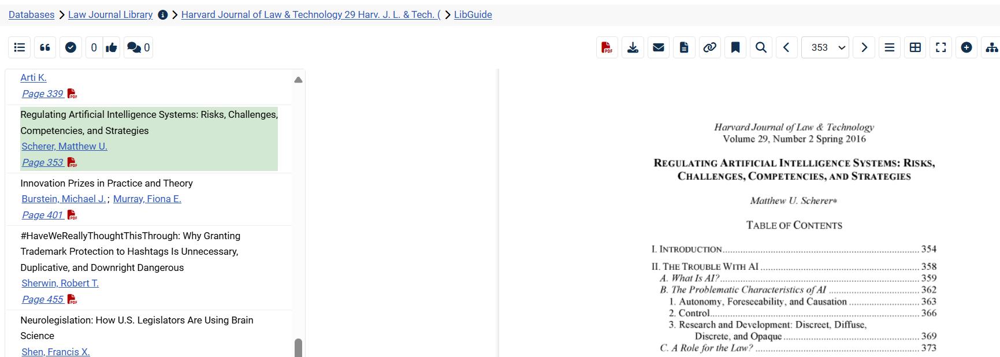 Databases Law Journal Library Harvard Journal of Law & Technology 29 Harv. J. L. & Tech. ( LibGuide
0 0 PDF 353
Arti K.
Page 339 PDF
Regulating Artificial Intelligence Systems: Risks, Challenges,
Competencies, and Strategies
Scherer, Matthew U.
Page 353 PDF
Innovation Prizes in Practice and Theory
Burstein, Michael J.; Murray, Fiona E.
Page 401 PDF
#HaveWeReallyThoughtThisThrough: Why Granting
Trademark Protection to Hashtags Is Unnecessary,
Duplicative, and Downright Dangerous
Sherwin, Robert T.
Page 455 PDF
Neurolegislation: How U.S. Legislators Are Using Brain
Science
Shen, Francis X.
Harvard Journal of Law & Technology
Volume 29, Number 2 Spring 2016
REGULATING ARTIFICIAL INTELLIGENCE SYSTEMS: RISKS,
CHALLENGES, COMPETENCIES, AND STRATEGIES
Matthew U. Scherer*
TABLE OF CONTENTS
I. INTRODUCTION.................................................................... 354
II. THE TROUBLE WITH AI....................................................... 358
A. What Is AI?..................................................................... 359
B. The Problematic Characteristics of AI ............................... 362
1. Autonomy, Foreseeability, and Causation ........................ 363
2. Control......................................................................... 366
3. Research and Development: Discreet, Diffuse,
Discrete, and Opaque............................................... 369
C. A Role for the Law? ........................................................ 373